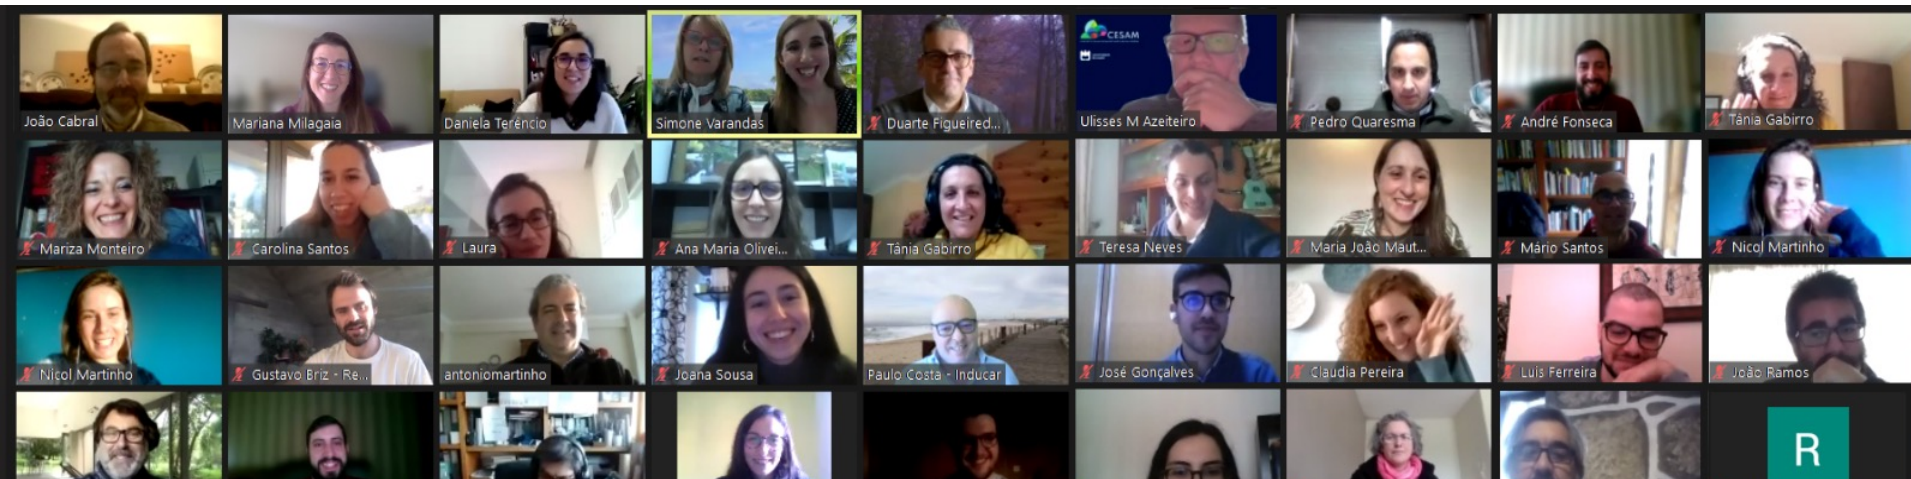 João Cabral
Mariana Milagaia
Daniela Terêncio
Simone Varandas
Duarte Figueired...
CESAM
Ulisses M Azeiteiro
Pedro Quaresma
André Fonseca
Tânia Gabirro
Mariza Monteiro
Carolina Santos
Laura
Ana Maria Olivei...
Tânia Gabirro
Teresa Neves
Maria João Maut...
Mário Santos
Nicol Martinho
Nicol Martinho
Gustavo Briz - Re...
antoniomartinho
Joana Sousa
Paulo Costa - Inducar
José Gonçalves
Claudia Pereira
Luis Ferreira
João Ramos
R